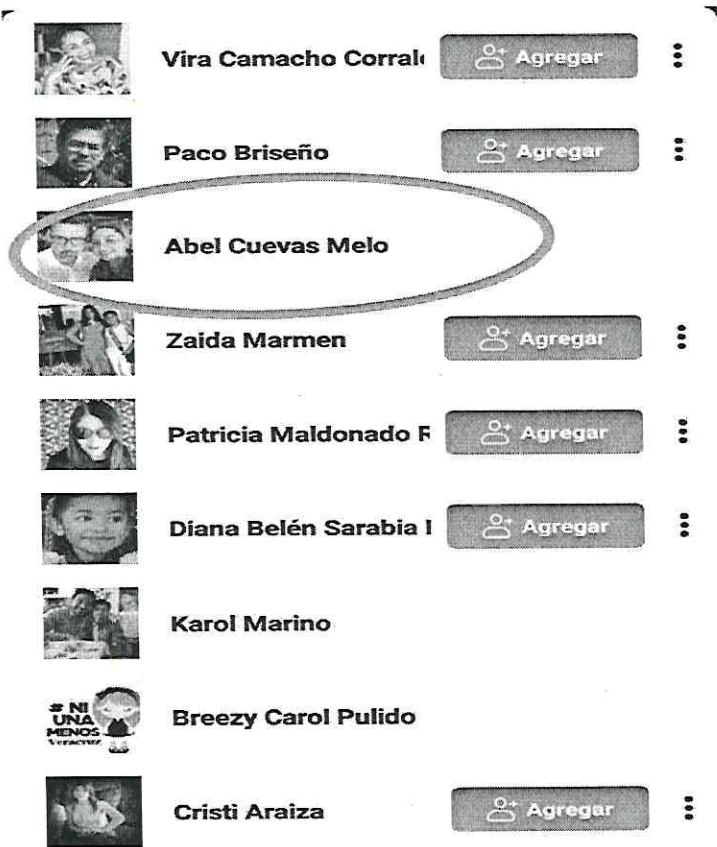 Vira Camacho Corral
Agregar
Paco Briseño
Agregar
Abel Cuevas Melo
Zaida Marmen
Agregar
Patricia Maldonado R
Agregar
Diana Belén Sarabia
Agregar
Karol Marino
# NI
UNA
MENOS
Veracruz
Breezy Carol Pulido
Cristi Araiza
Agregar